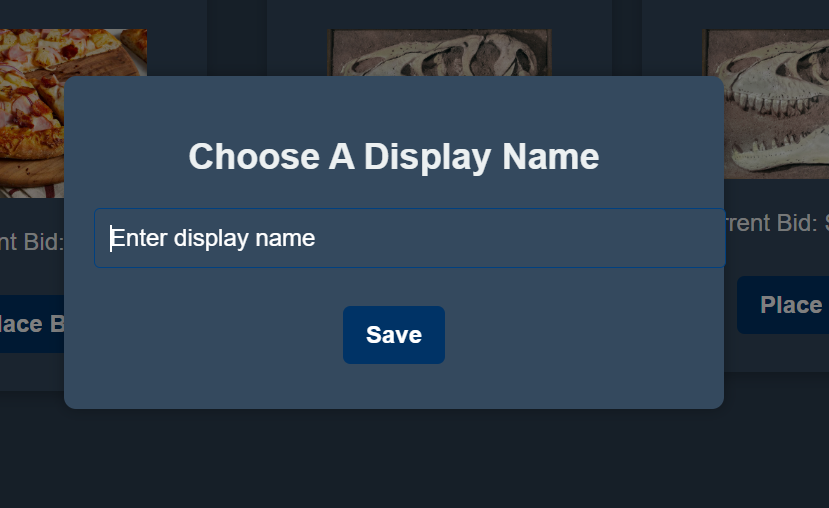 Choose A Display Name
nt Bid:
rrent Bid: $
Enter display name
lace B
Place
Save